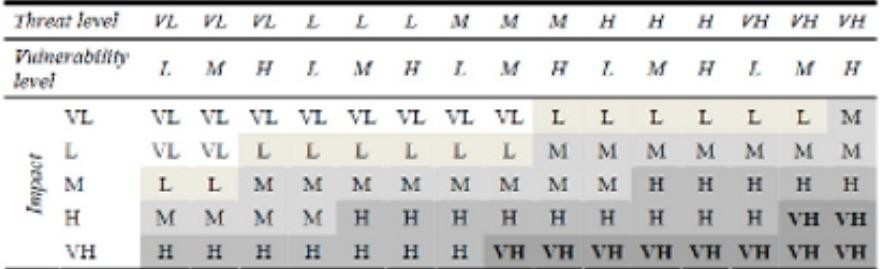 Threat level VL VL VL L L L M M M H H H VH VH VH
Vulnerability
level L M H L M H L M H L M H L M H
Impact
VL VL VL VL VL VL VL VL VL L L L L L L M
L VL VL L L L L L L M M M M M M M
M L L M M M M M M M M H H H H H
H M M M M H H H H H H H H H VH VH
VH H H H H H H H VH VH VH VH VH VH VH VH